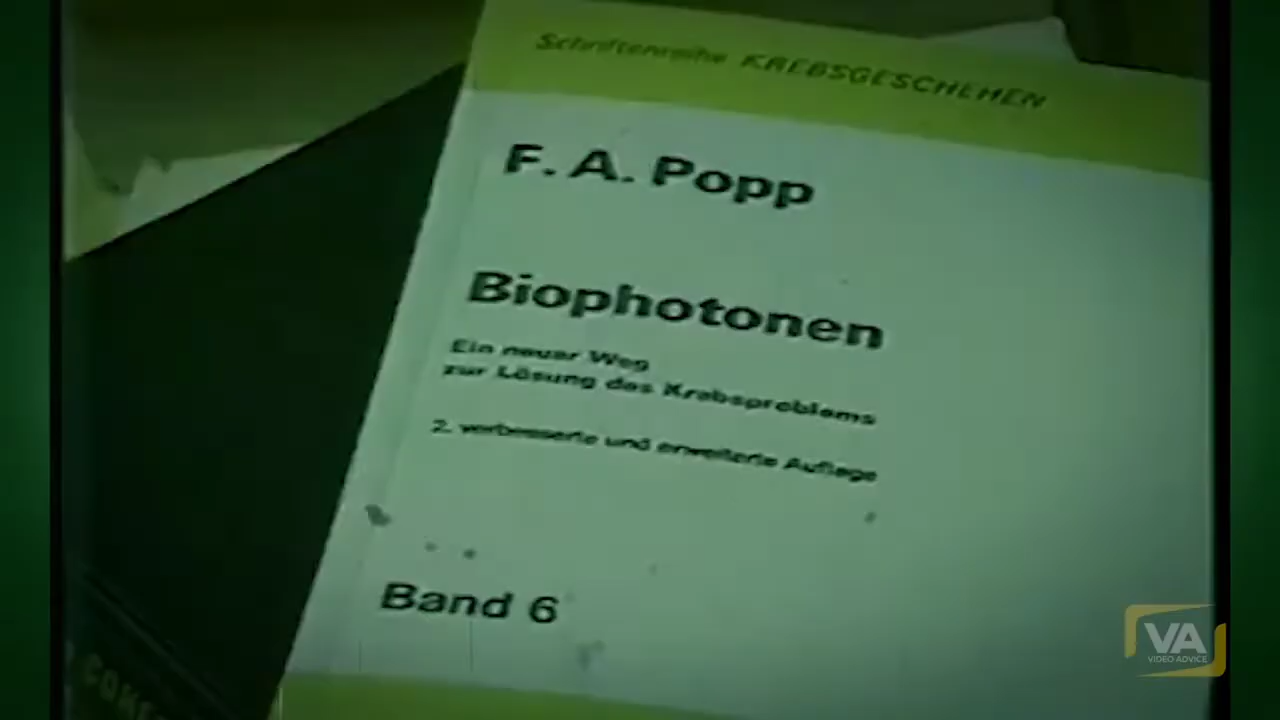 Schriftenreihe KREBSGESCHEHEN
F. A. Popp
Biophotonen
Ein neuer Weg
zur Lösung des Krebsproblems
2. verbesserte und erweiterte Auflage
Band 6
VA
VIDEO ADVICE